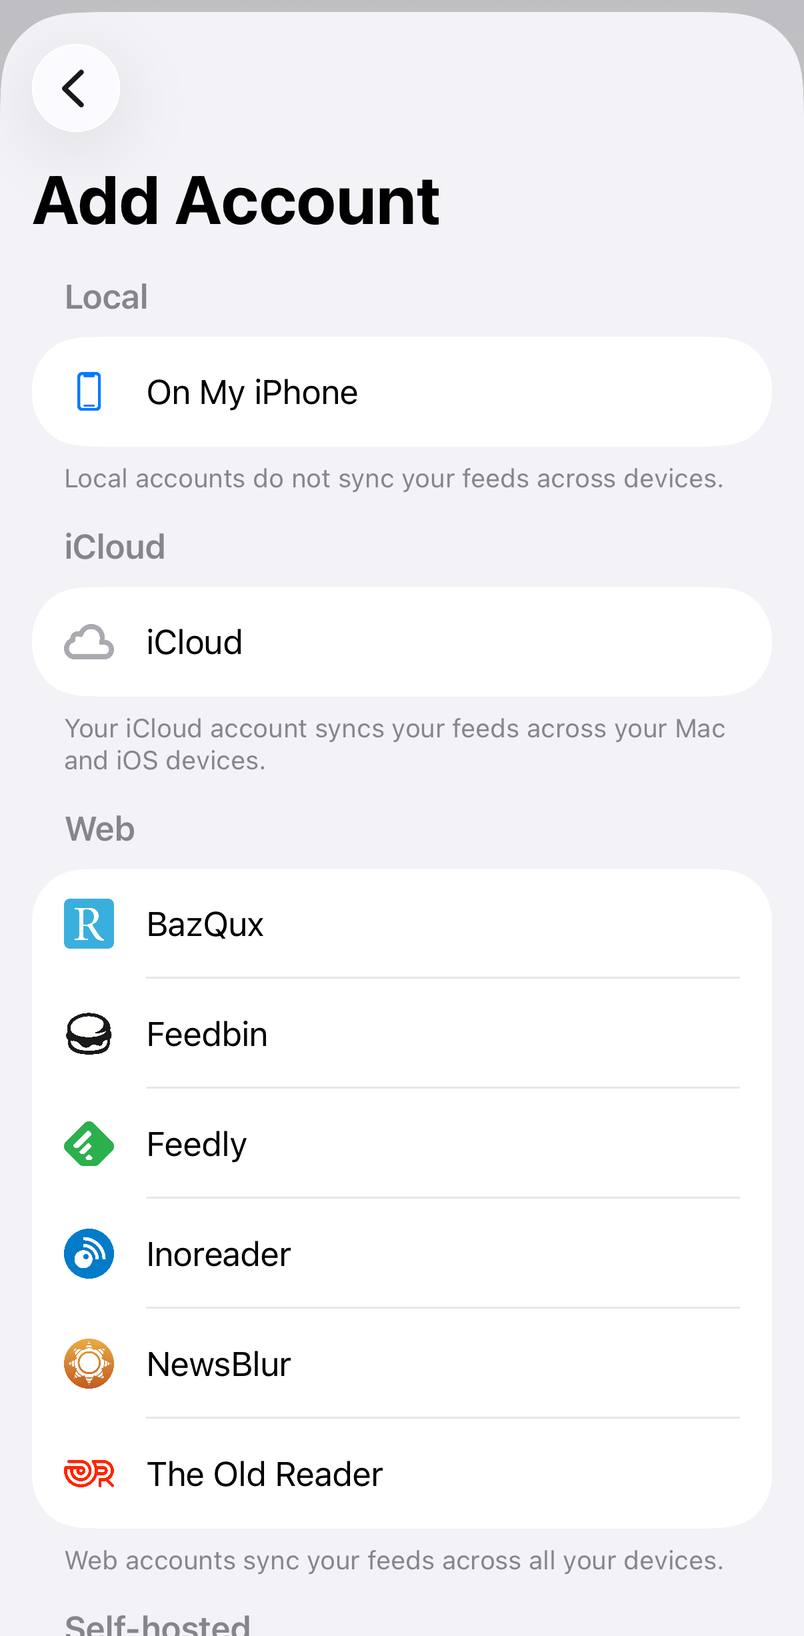 Add Account
Local
On My iPhone
Local accounts do not sync your feeds across devices.
iCloud
iCloud
Your iCloud account syncs your feeds across your Mac
and iOS devices.
Web
R
BazQux
Feedbin
Feedly
Inoreader
NewsBlur
The Old Reader
Web accounts sync your feeds across all your devices.
Self-hosted